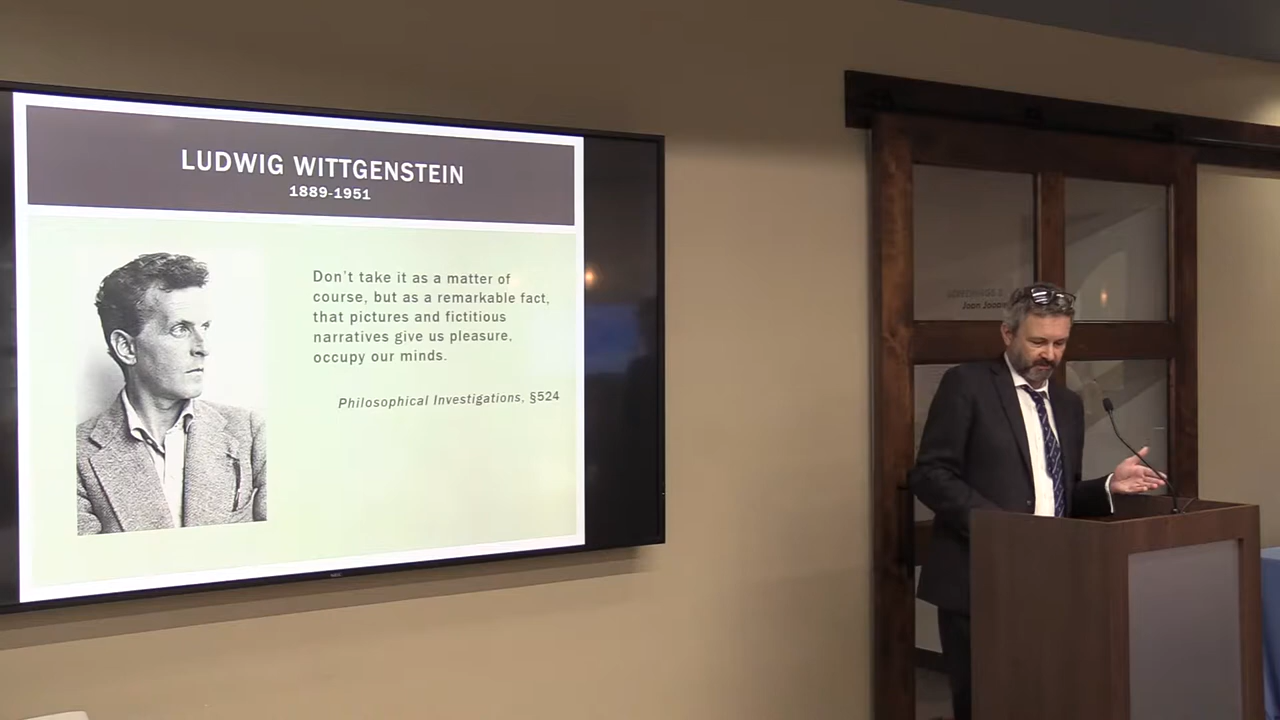 LUDWIG WITTGENSTEIN
1889-1951
Don't take it as a matter of
course, but as a remarkable fact,
that pictures and fictitious
narratives give us pleasure,
occupy our minds.
Philosophical Investigations, §524
NEC